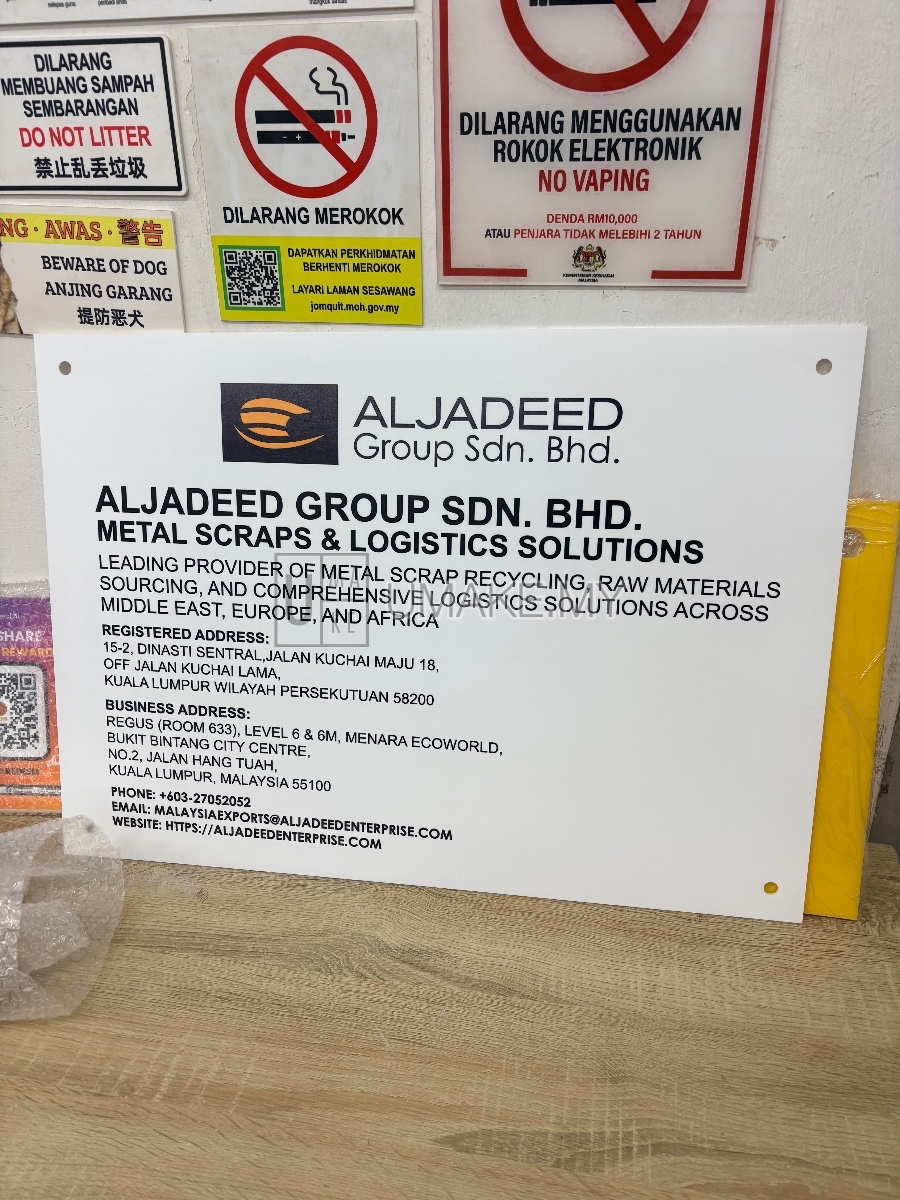 DILARANG
MEMBUANG SAMPAH
SEMBARANGAN
DO NOT LITTER
禁止乱丢垃圾
NG · AWAS · 警告
BEWARE OF DOG
ANJING GARANG
提防恶犬
DILARANG MEROKOK
DAPATKAN PERKHIDMATAN
BERHENTI MEROKOK
LAYARI LAMAN SESAWANG
jomquit.moh.gov.my
DILARANG MENGGUNAKAN
ROKOK ELEKTRONIK
NO VAPING
DENDA RM10,000
ATAU PENJARA TIDAK MELEBIHI 2 TAHUN
KEMENTERIAN KESIHATAN
MALAYSIA
ALJADEED
Group Sdn. Bhd.
ALJADEED GROUP SDN. BHD.
METAL SCRAPS & LOGISTICS SOLUTIONS
LEADING PROVIDER OF METAL SCRAP RECYCLING, RAW MATERIALS
SOURCING, AND COMPREHENSIVE LOGISTICS SOLUTIONS ACROSS
MIDDLE EAST, EUROPE, AND AFRICA
UMAKE.MY
REGISTERED ADDRESS:
15-2, DINASTI SENTRAL,JALAN KUCHAI MAJU 18,
OFF JALAN KUCHAI LAMA,
KUALA LUMPUR WILAYAH PERSEKUTUAN 58200
BUSINESS ADDRESS:
REGUS (ROOM 633), LEVEL 6 & 6M, MENARA ECOWORLD,
BUKIT BINTANG CITY CENTRE,
NO.2, JALAN HANG TUAH,
KUALA LUMPUR, MALAYSIA 55100
PHONE: +603-27052052
EMAIL: MALAYSIAEXPORTS@ALJADEEDENTERPRISE.COM
WEBSITE: HTTPS://ALJADEEDENTERPRISE.COM
SHARE
REWARD